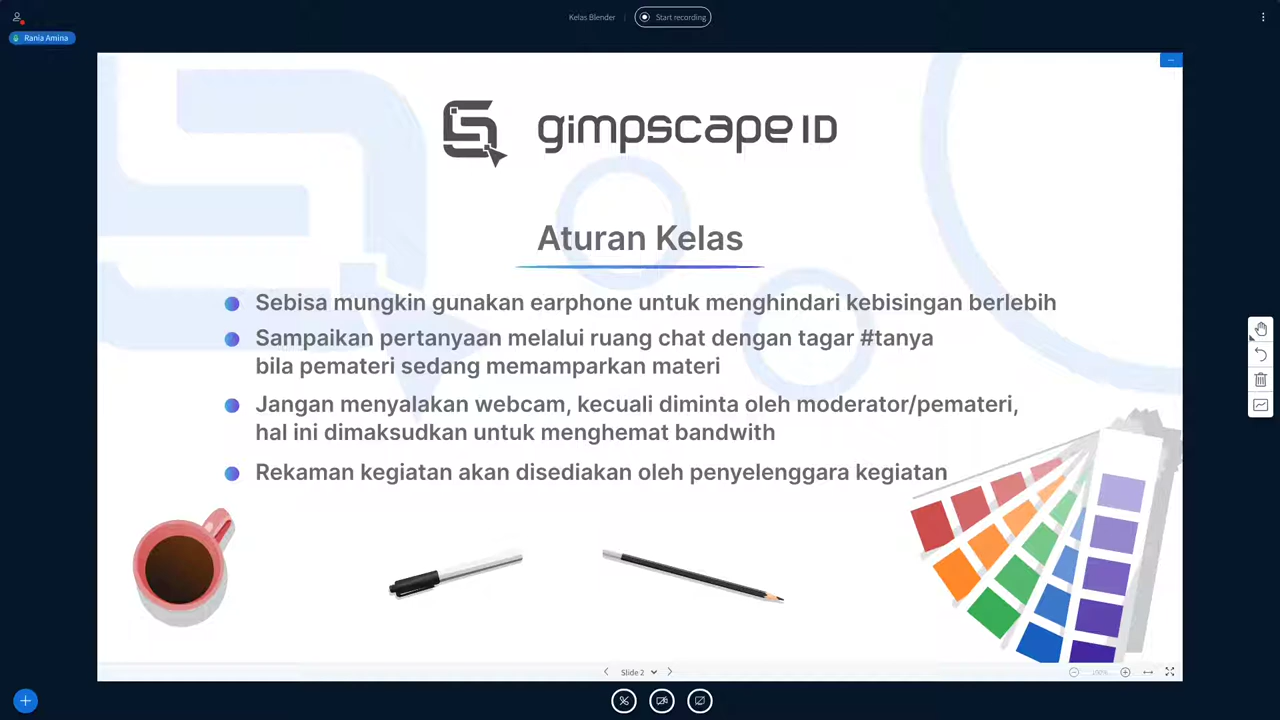 Kelas Blender
Start recording
Rania Amina
gimpscape ID
Aturan Kelas
Sebisa mungkin gunakan earphone untuk menghindari kebisingan berlebih
Sampaikan pertanyaan melalui ruang chat dengan tagar #tanya
bila pemateri sedang memamparkan materi
Jangan menyalakan webcam, kecuali diminta oleh moderator/pemateri,
hal ini dimaksudkan untuk menghemat bandwith
Rekaman kegiatan akan disediakan oleh penyelenggara kegiatan
Slide 2
100%